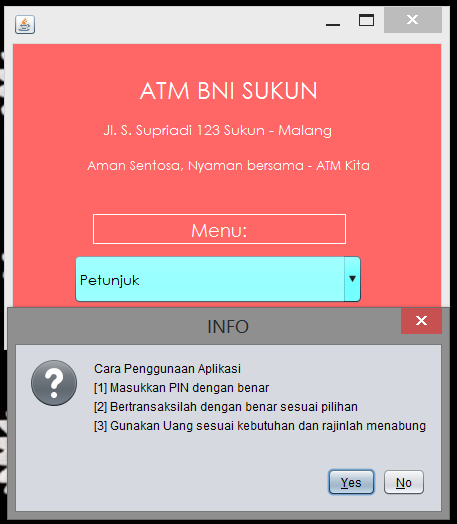 ATM BNI SUKUN
Jl. S. Supriadi 123 Sukun - Malang
Aman Sentosa, Nyaman bersama - ATM Kita
Menu:
Petunjuk
INFO
Cara Penggunaan Aplikasi
[1] Masukkan PIN dengan benar
[2] Bertransaksilah dengan benar sesuai pilihan
[3] Gunakan Uang sesuai kebutuhan dan rajinlah menabung
Yes No